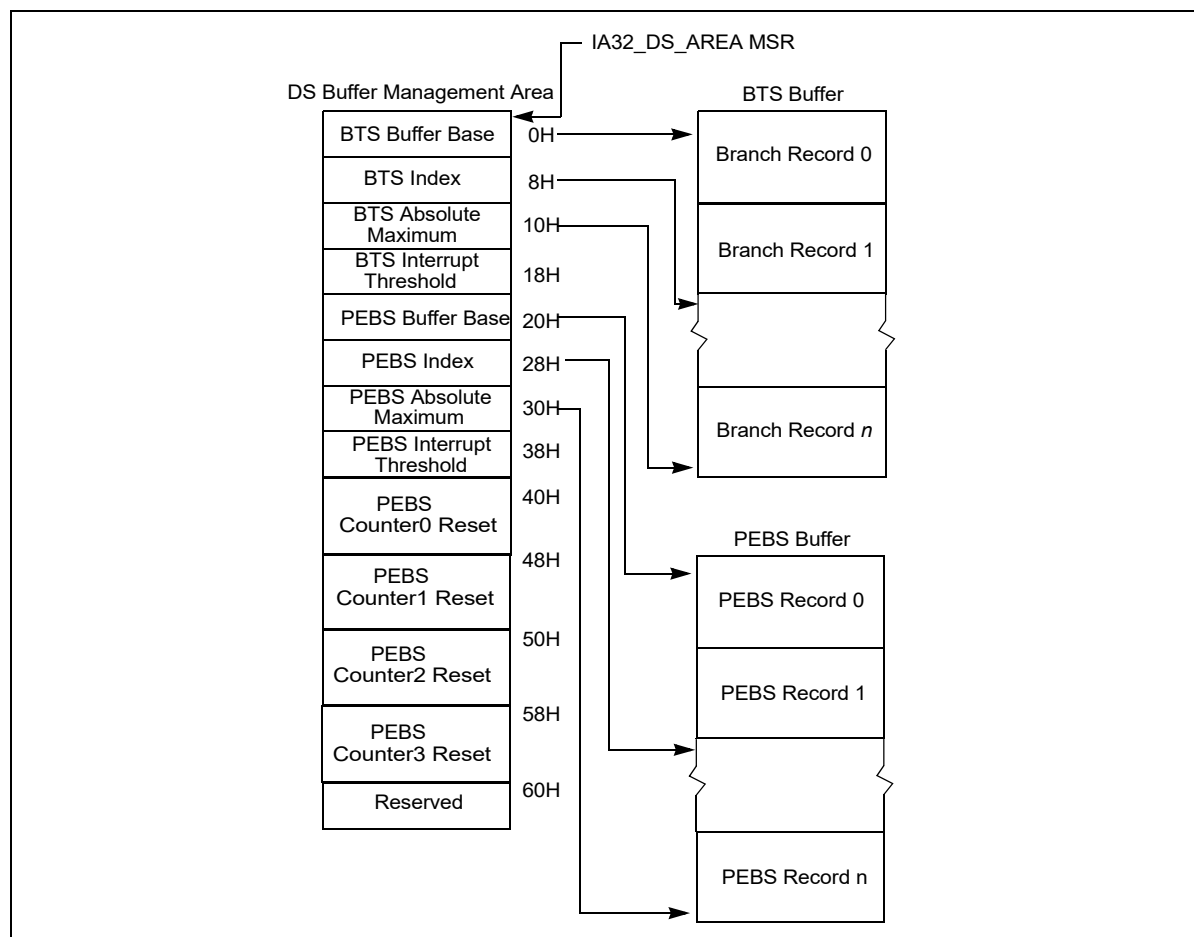 IA32_DS_AREA MSR
DS Buffer Management Area
BTS Buffer Base
0H
BTS Index
8H
BTS Absolute
Maximum
10H
BTS Interrupt
Threshold
18H
PEBS Buffer Base
20H
PEBS Index
28H
PEBS Absolute
Maximum
30H
PEBS Interrupt
Threshold
38H
PEBS
Counter0 Reset
40H
PEBS
Counter1 Reset
48H
PEBS
Counter2 Reset
50H
PEBS
Counter3 Reset
58H
Reserved
60H
BTS Buffer
Branch Record 0
Branch Record 1
Branch Record n
PEBS Buffer
PEBS Record 0
PEBS Record 1
PEBS Record n